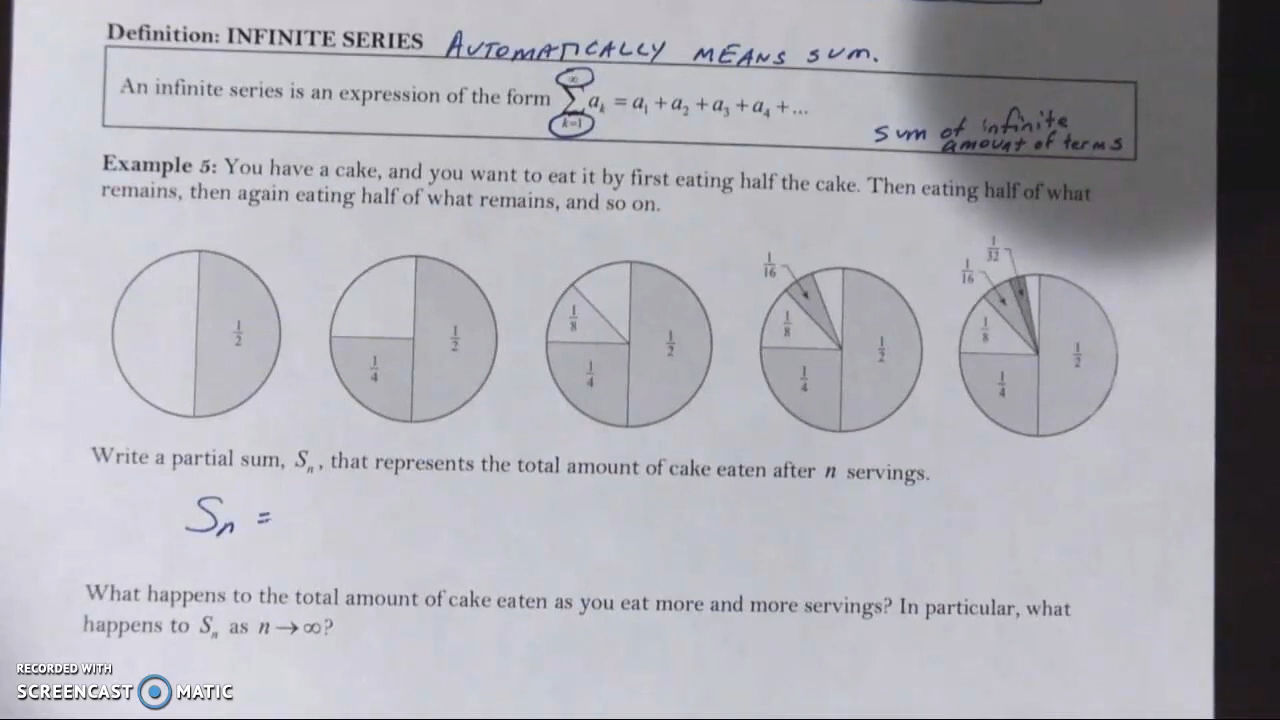 Definition: INFINITE SERIES AUTOMATICALLY MEANS SUM.
An infinite series is an expression of the form ∑_{k=1}^{∞} a_k = a_1 + a_2 + a_3 + a_4 + ...
sum of infinite
amount of terms
Example 5: You have a cake, and you want to eat it by first eating half the cake. Then eating half of what
remains, then again eating half of what remains, and so on.
1/2
1/4 1/2
1/8 1/4 1/2
1/16 1/8 1/4 1/2
1/32 1/16 1/8 1/4 1/2
Write a partial sum, S_n, that represents the total amount of cake eaten after n servings.
S_n =
What happens to the total amount of cake eaten as you eat more and more servings? In particular, what
happens to S_n as n→∞?
RECORDED WITH
SCREENCAST MATIC